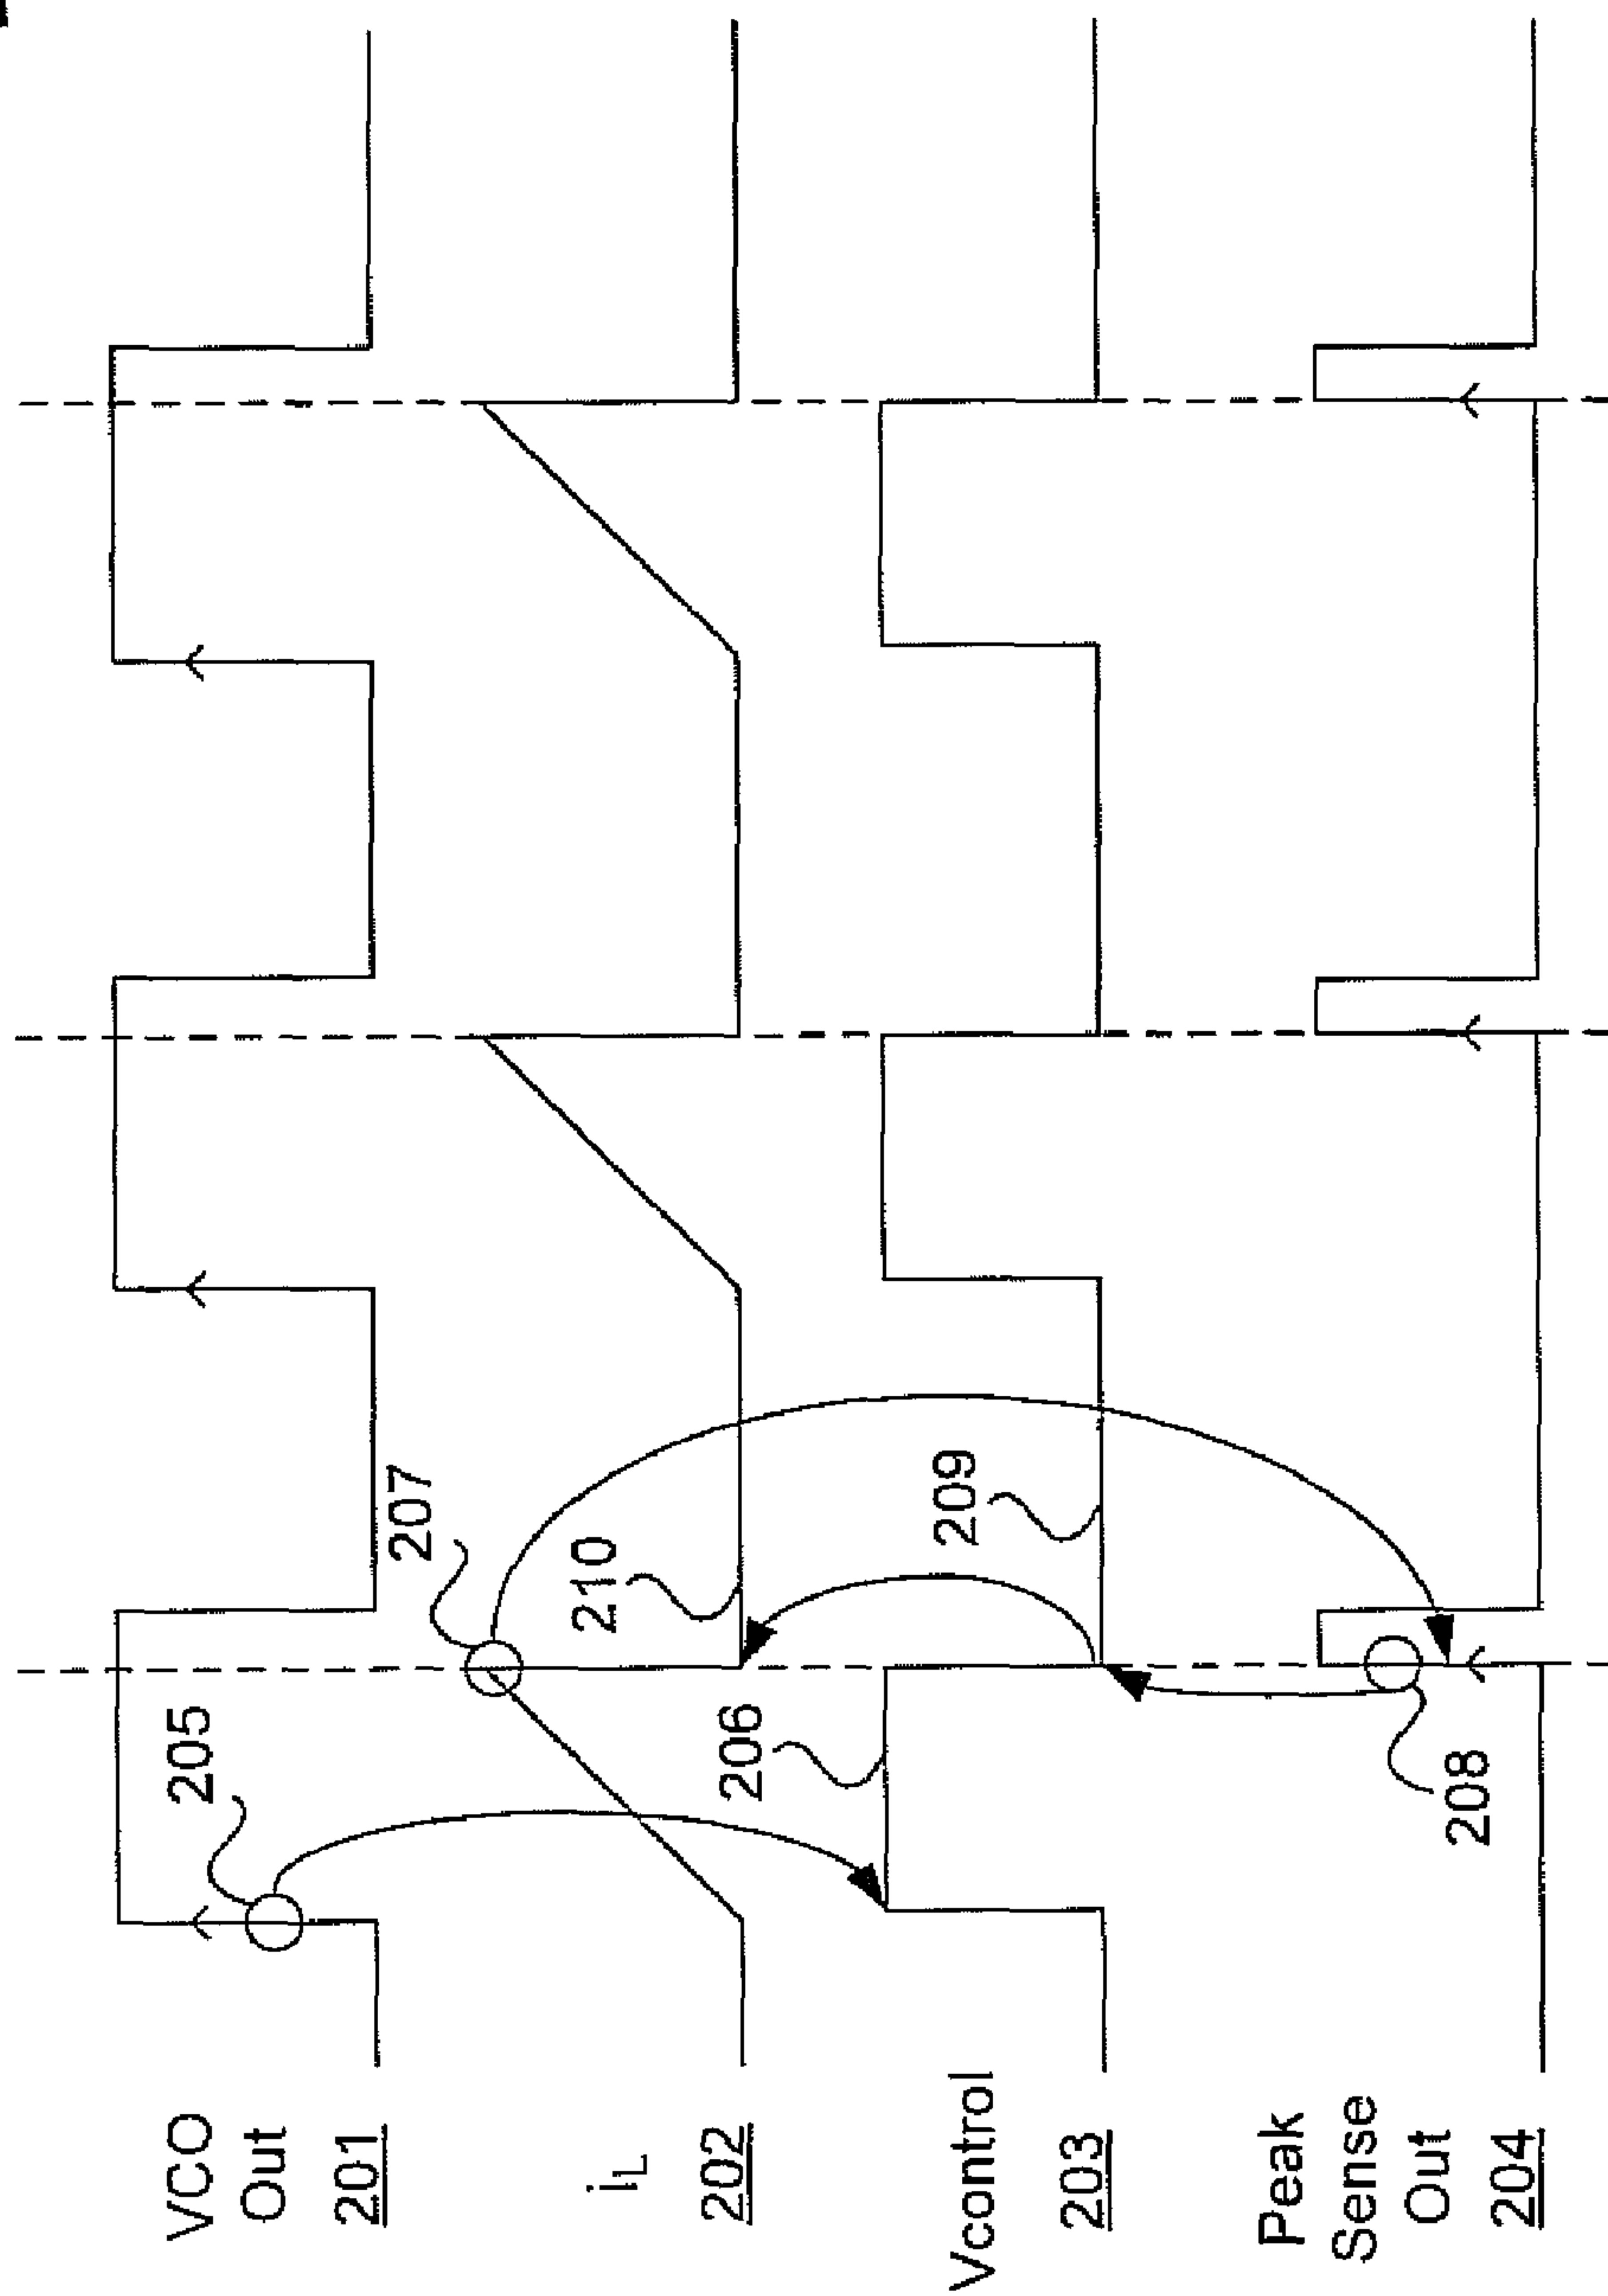 VCO
Out
201
iL
202
Vcontrol
203
Peak
Sense
Out
204
205
206
207
208
209
210